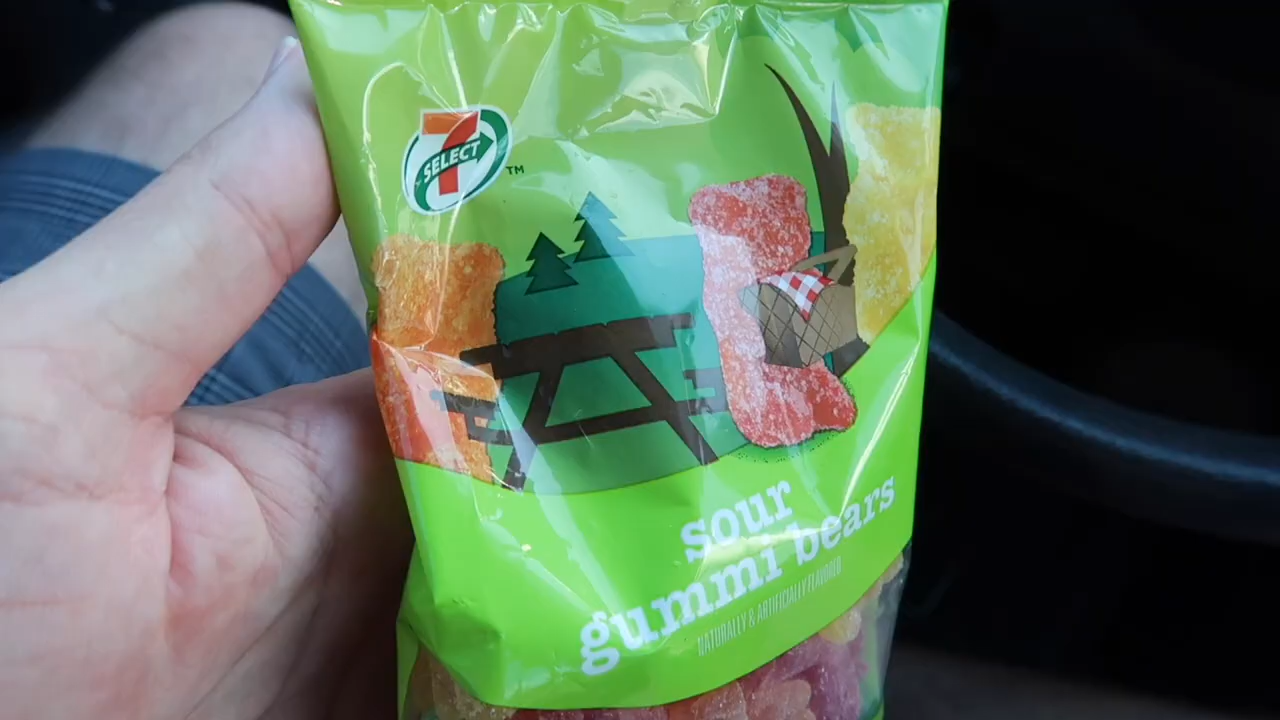 7
SELECT
TM
sour
gummi bears
NATURALLY & ARTIFICIALLY FLAVORED